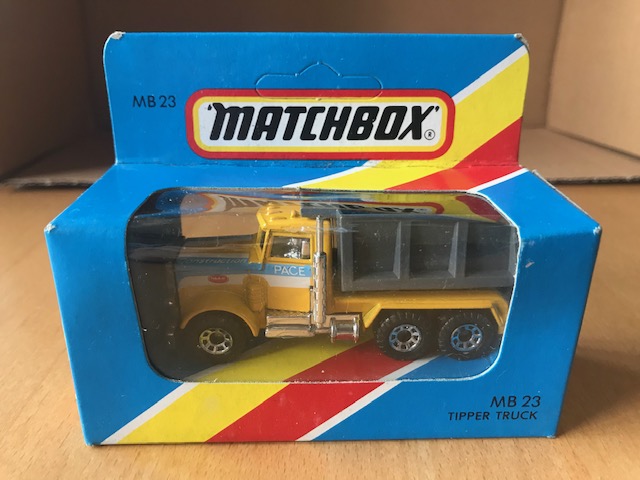 MB 23
"MATCHBOX"®
PACE
MB 23
TIPPER TRUCK